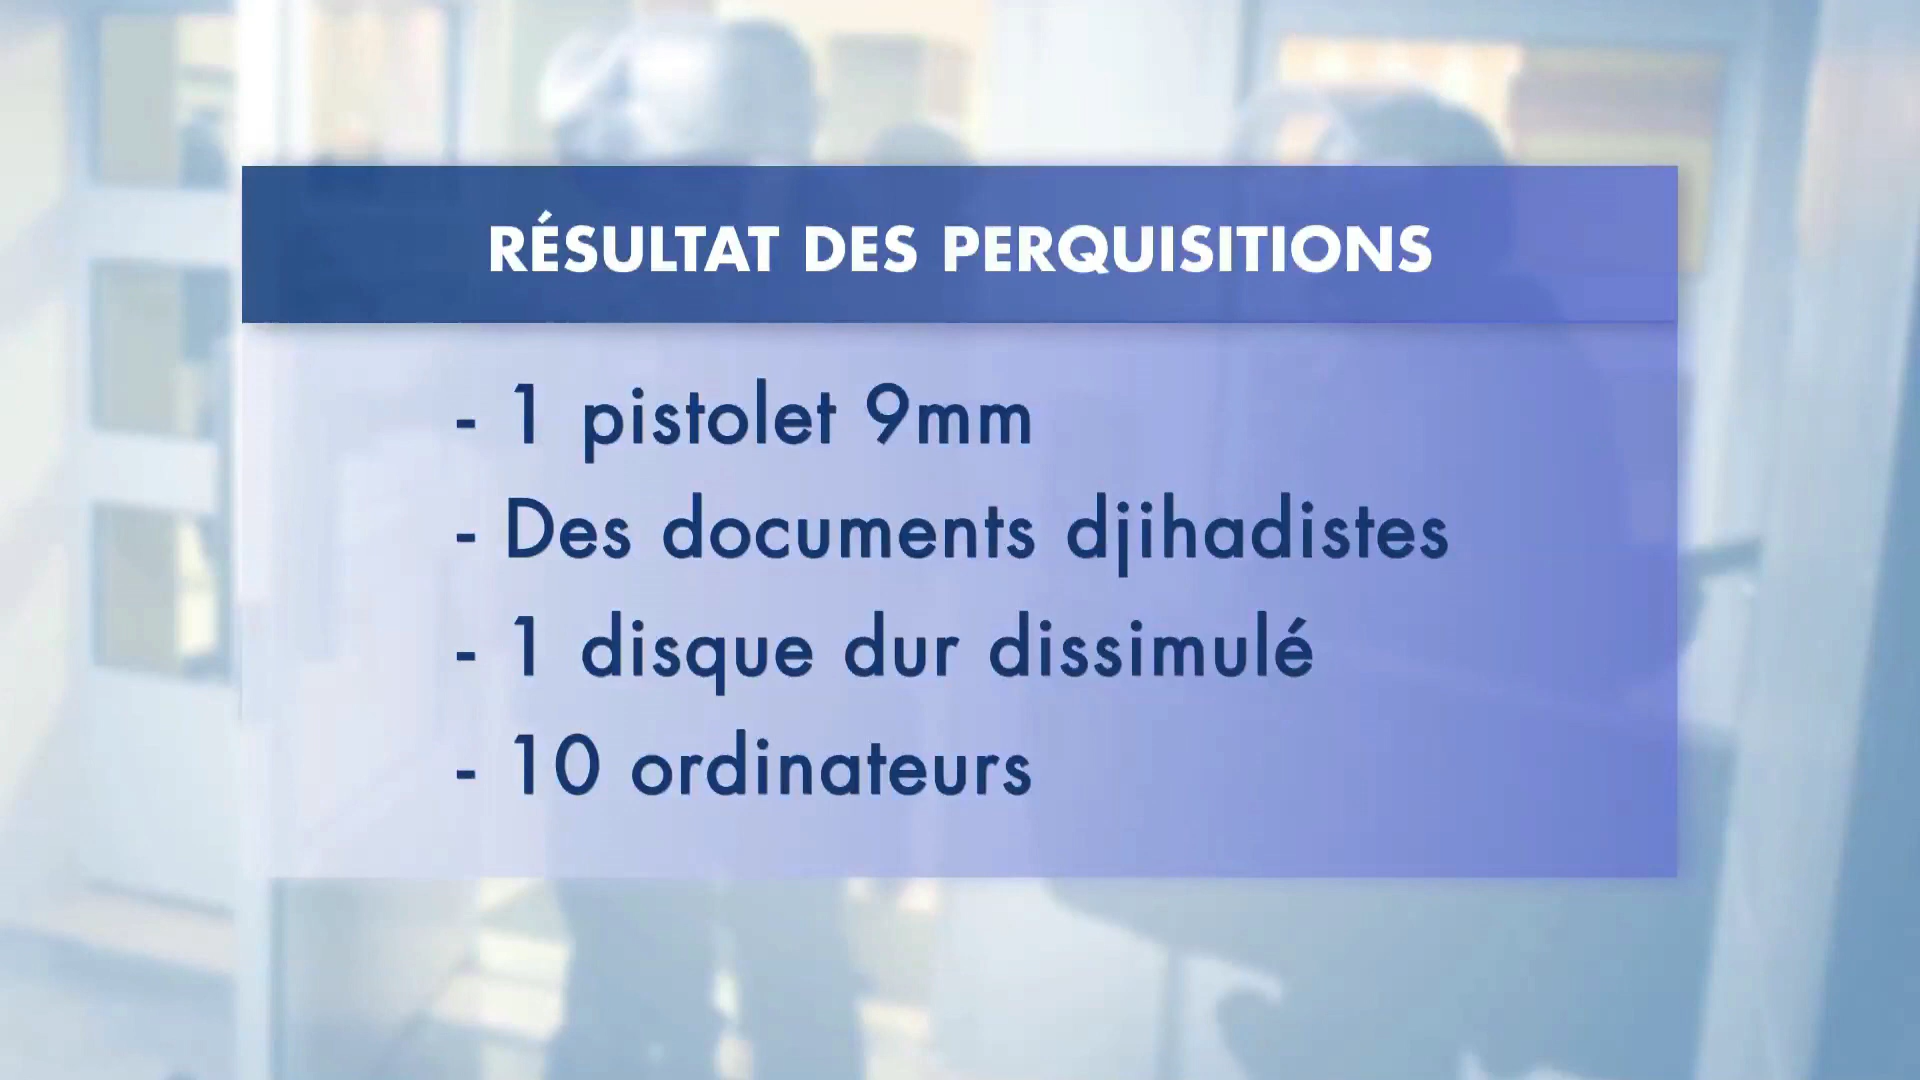 RÉSULTAT DES PERQUISITIONS
- 1 pistolet 9mm
- Des documents djihadistes
- 1 disque dur dissimulé
- 10 ordinateurs